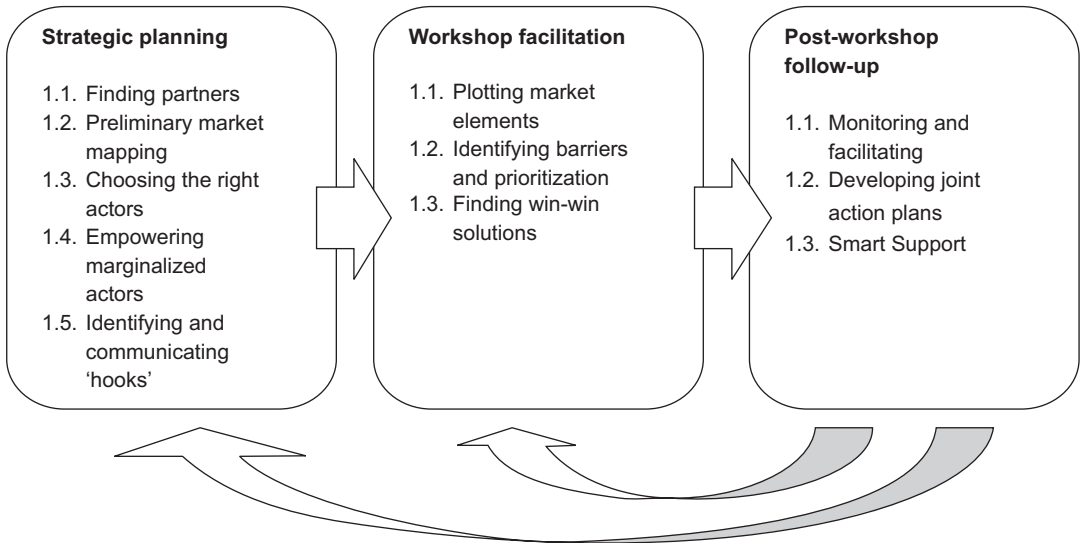 Strategic planning
1.1. Finding partners
1.2. Preliminary market
mapping
1.3. Choosing the right
actors
1.4. Empowering
marginalized
actors
1.5. Identifying and
communicating
‘hooks’
Workshop facilitation
1.1. Plotting market
elements
1.2. Identifying barriers
and prioritization
1.3. Finding win-win
solutions
Post-workshop
follow-up
1.1. Monitoring and
facilitating
1.2. Developing joint
action plans
1.3. Smart Support